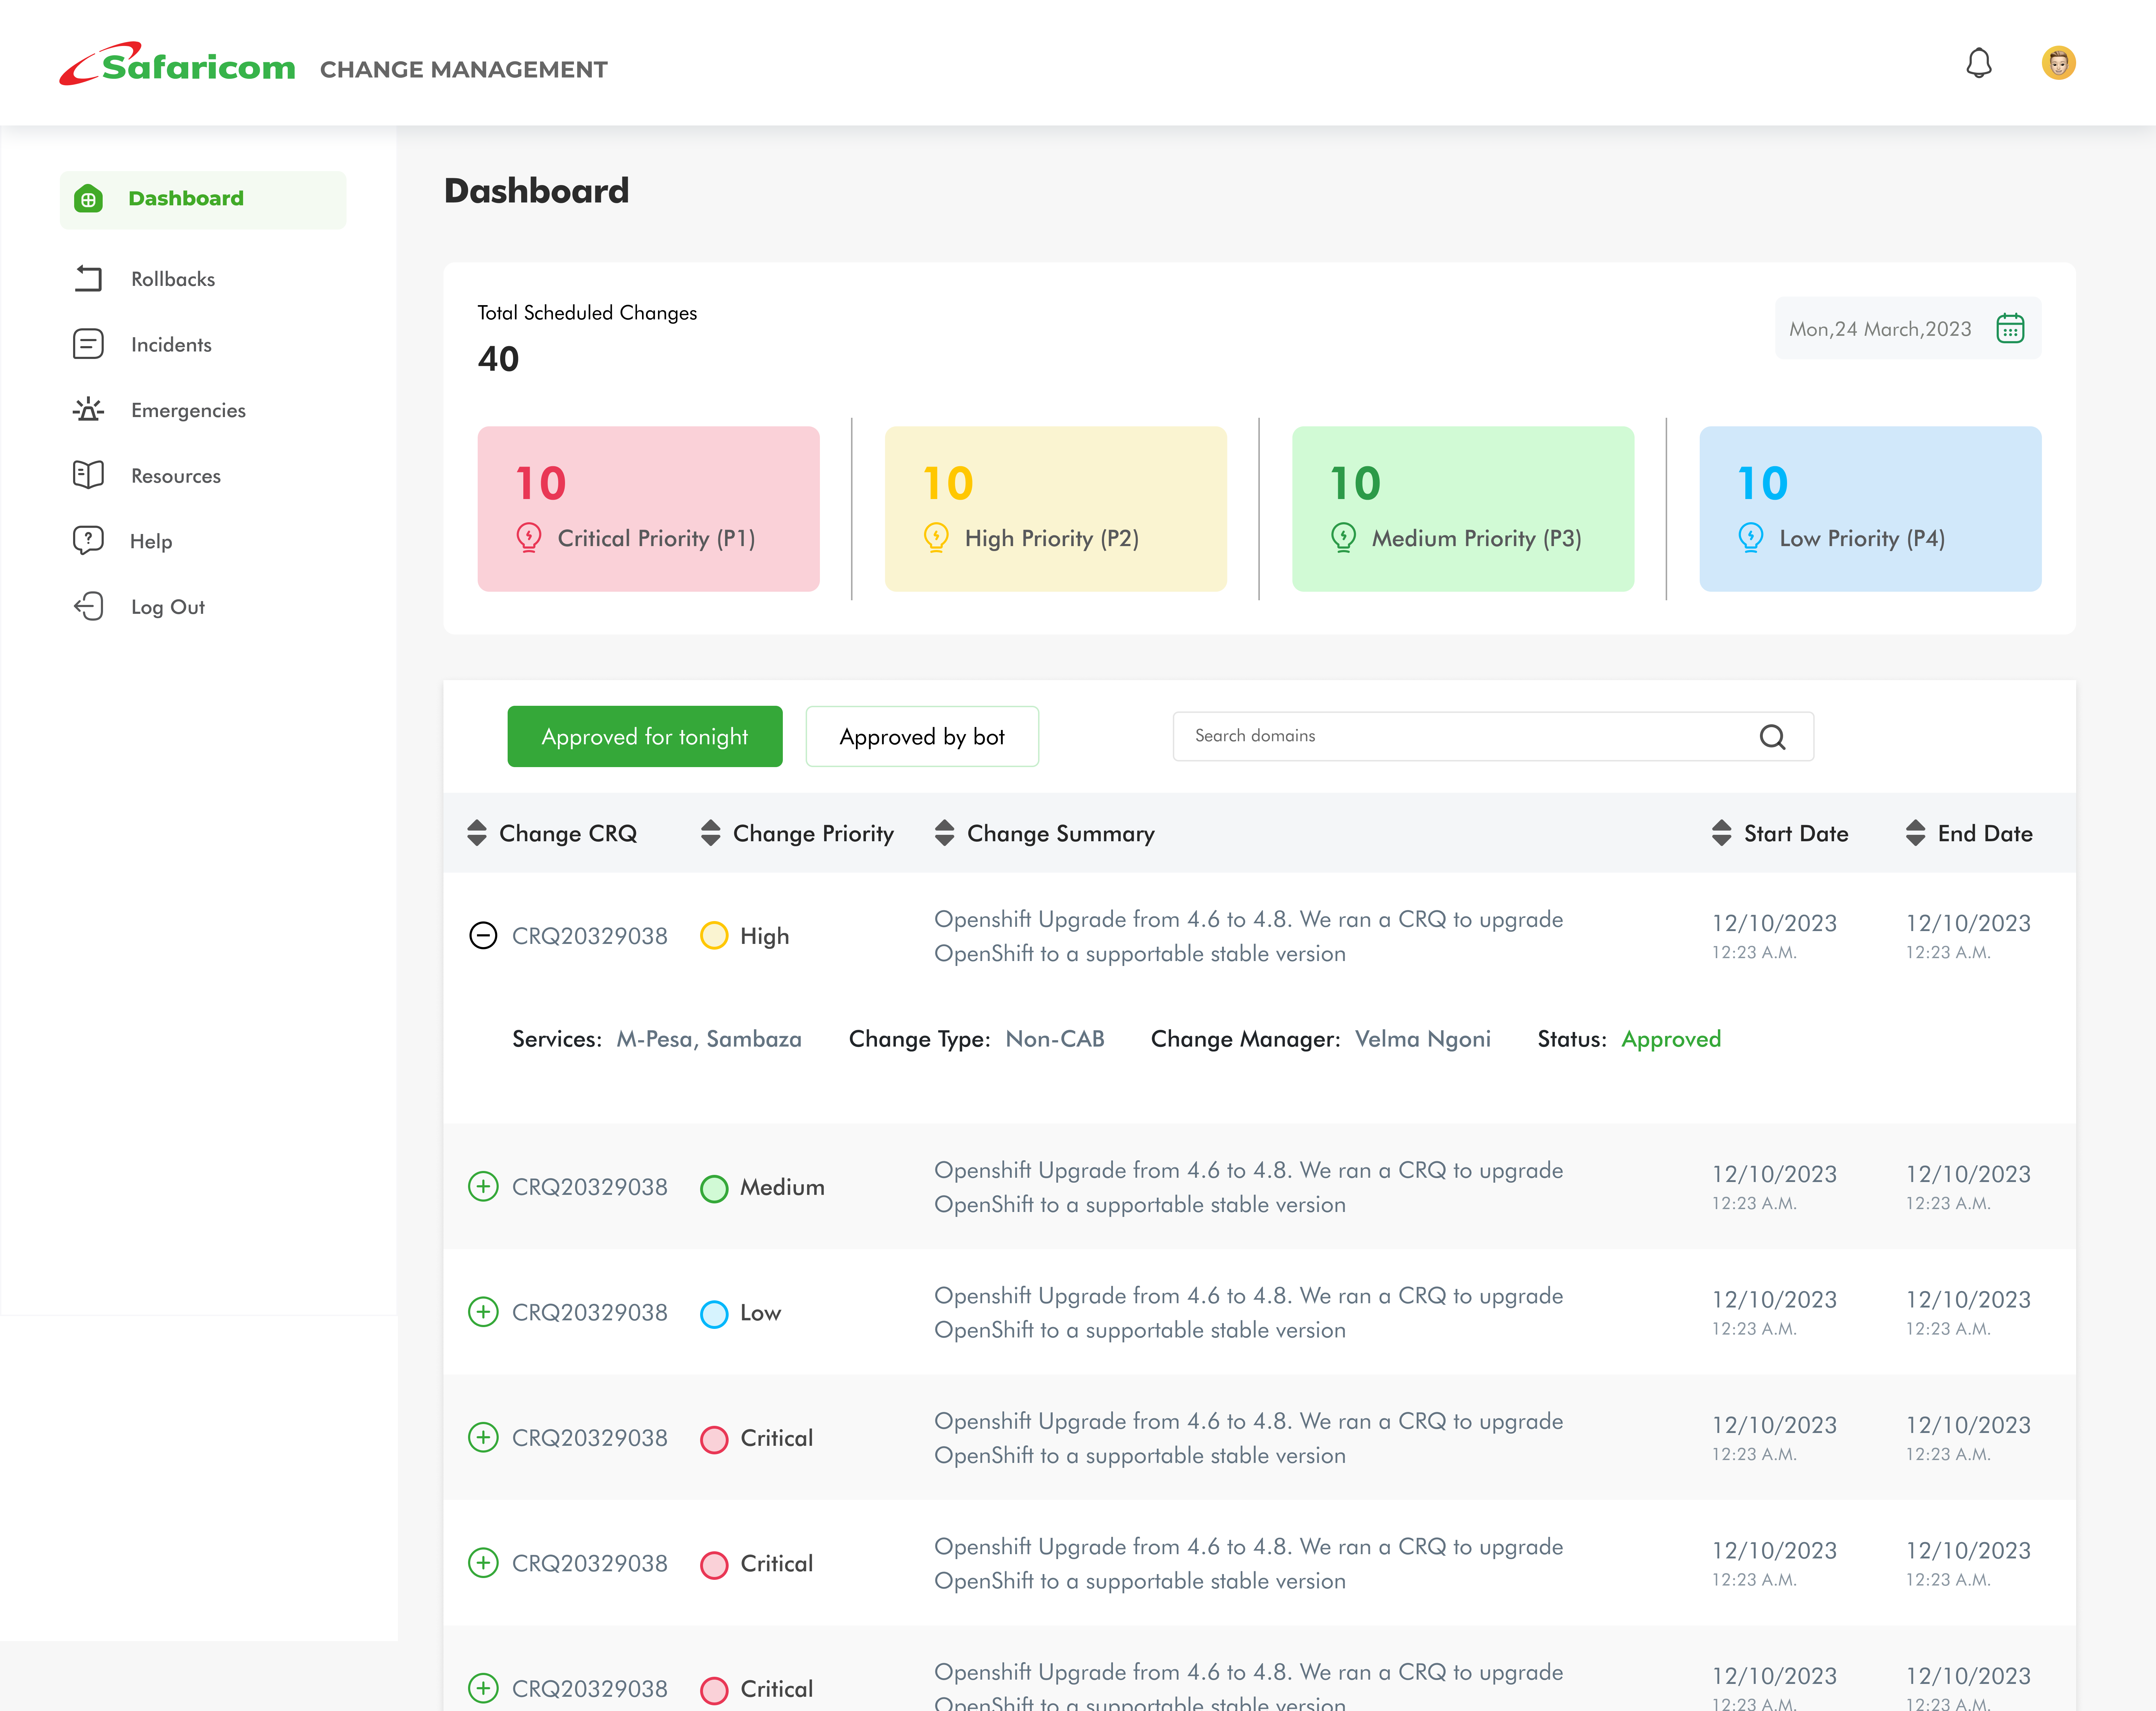 Safaricom CHANGE MANAGEMENT
Dashboard
Rollbacks
Incidents
Emergencies
Resources
? Help
Log Out
Dashboard
Total Scheduled Changes
40
Mon,24 March,2023
10
Critical Priority (P1)
10
High Priority (P2)
10
Medium Priority (P3)
10
Low Priority (P4)
Approved for tonight
Approved by bot
Search domains
Change CRQ Change Priority Change Summary Start Date End Date
CRQ20329038 High
Openshift Upgrade from 4.6 to 4.8. We ran a CRQ to upgrade
OpenShift to a supportable stable version
12/10/2023
12:23 A.M.
12/10/2023
12:23 A.M.
Services: M-Pesa, Sambaza Change Type: Non-CAB Change Manager: Velma Ngoni Status: Approved
CRQ20329038 Medium
Openshift Upgrade from 4.6 to 4.8. We ran a CRQ to upgrade
OpenShift to a supportable stable version
12/10/2023
12:23 A.M.
12/10/2023
12:23 A.M.
CRQ20329038 Low
Openshift Upgrade from 4.6 to 4.8. We ran a CRQ to upgrade
OpenShift to a supportable stable version
12/10/2023
12:23 A.M.
12/10/2023
12:23 A.M.
CRQ20329038 Critical
Openshift Upgrade from 4.6 to 4.8. We ran a CRQ to upgrade
OpenShift to a supportable stable version
12/10/2023
12:23 A.M.
12/10/2023
12:23 A.M.
CRQ20329038 Critical
Openshift Upgrade from 4.6 to 4.8. We ran a CRQ to upgrade
OpenShift to a supportable stable version
12/10/2023
12:23 A.M.
12/10/2023
12:23 A.M.
CRQ20329038 Critical
Openshift Upgrade from 4.6 to 4.8. We ran a CRQ to upgrade
OpenShift to a supportable stable version
12/10/2023
12:23 A.M.
12/10/2023
12:23 A.M.